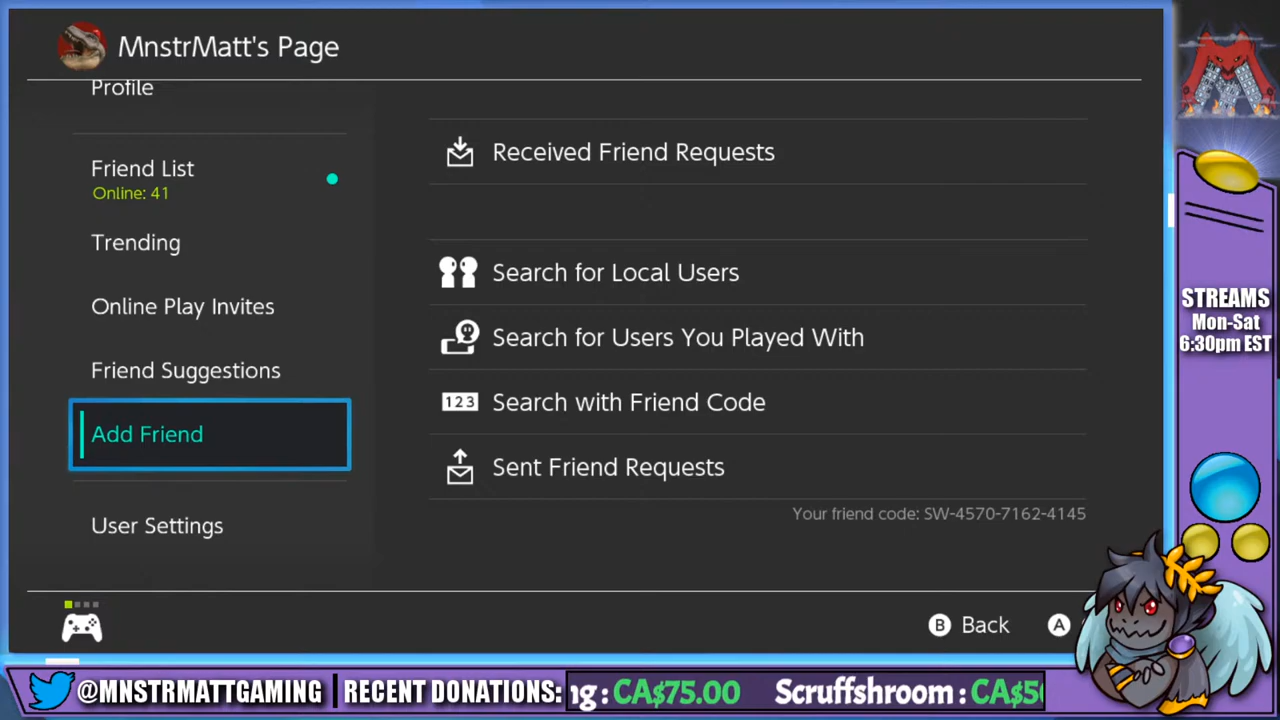 MnstrMatt's Page
Profile
Friend List
Online: 41
Trending
Online Play Invites
Friend Suggestions
Add Friend
User Settings
Received Friend Requests
Search for Local Users
Search for Users You Played With
123 Search with Friend Code
Sent Friend Requests
Your friend code: SW-4570-7162-4145
B Back
A
STREAMS
Mon-Sat
6:30pm EST
@MNSTRMATTGAMING
RECENT DONATIONS:
ng : CA$75.00 Scruffshroom : CA$5